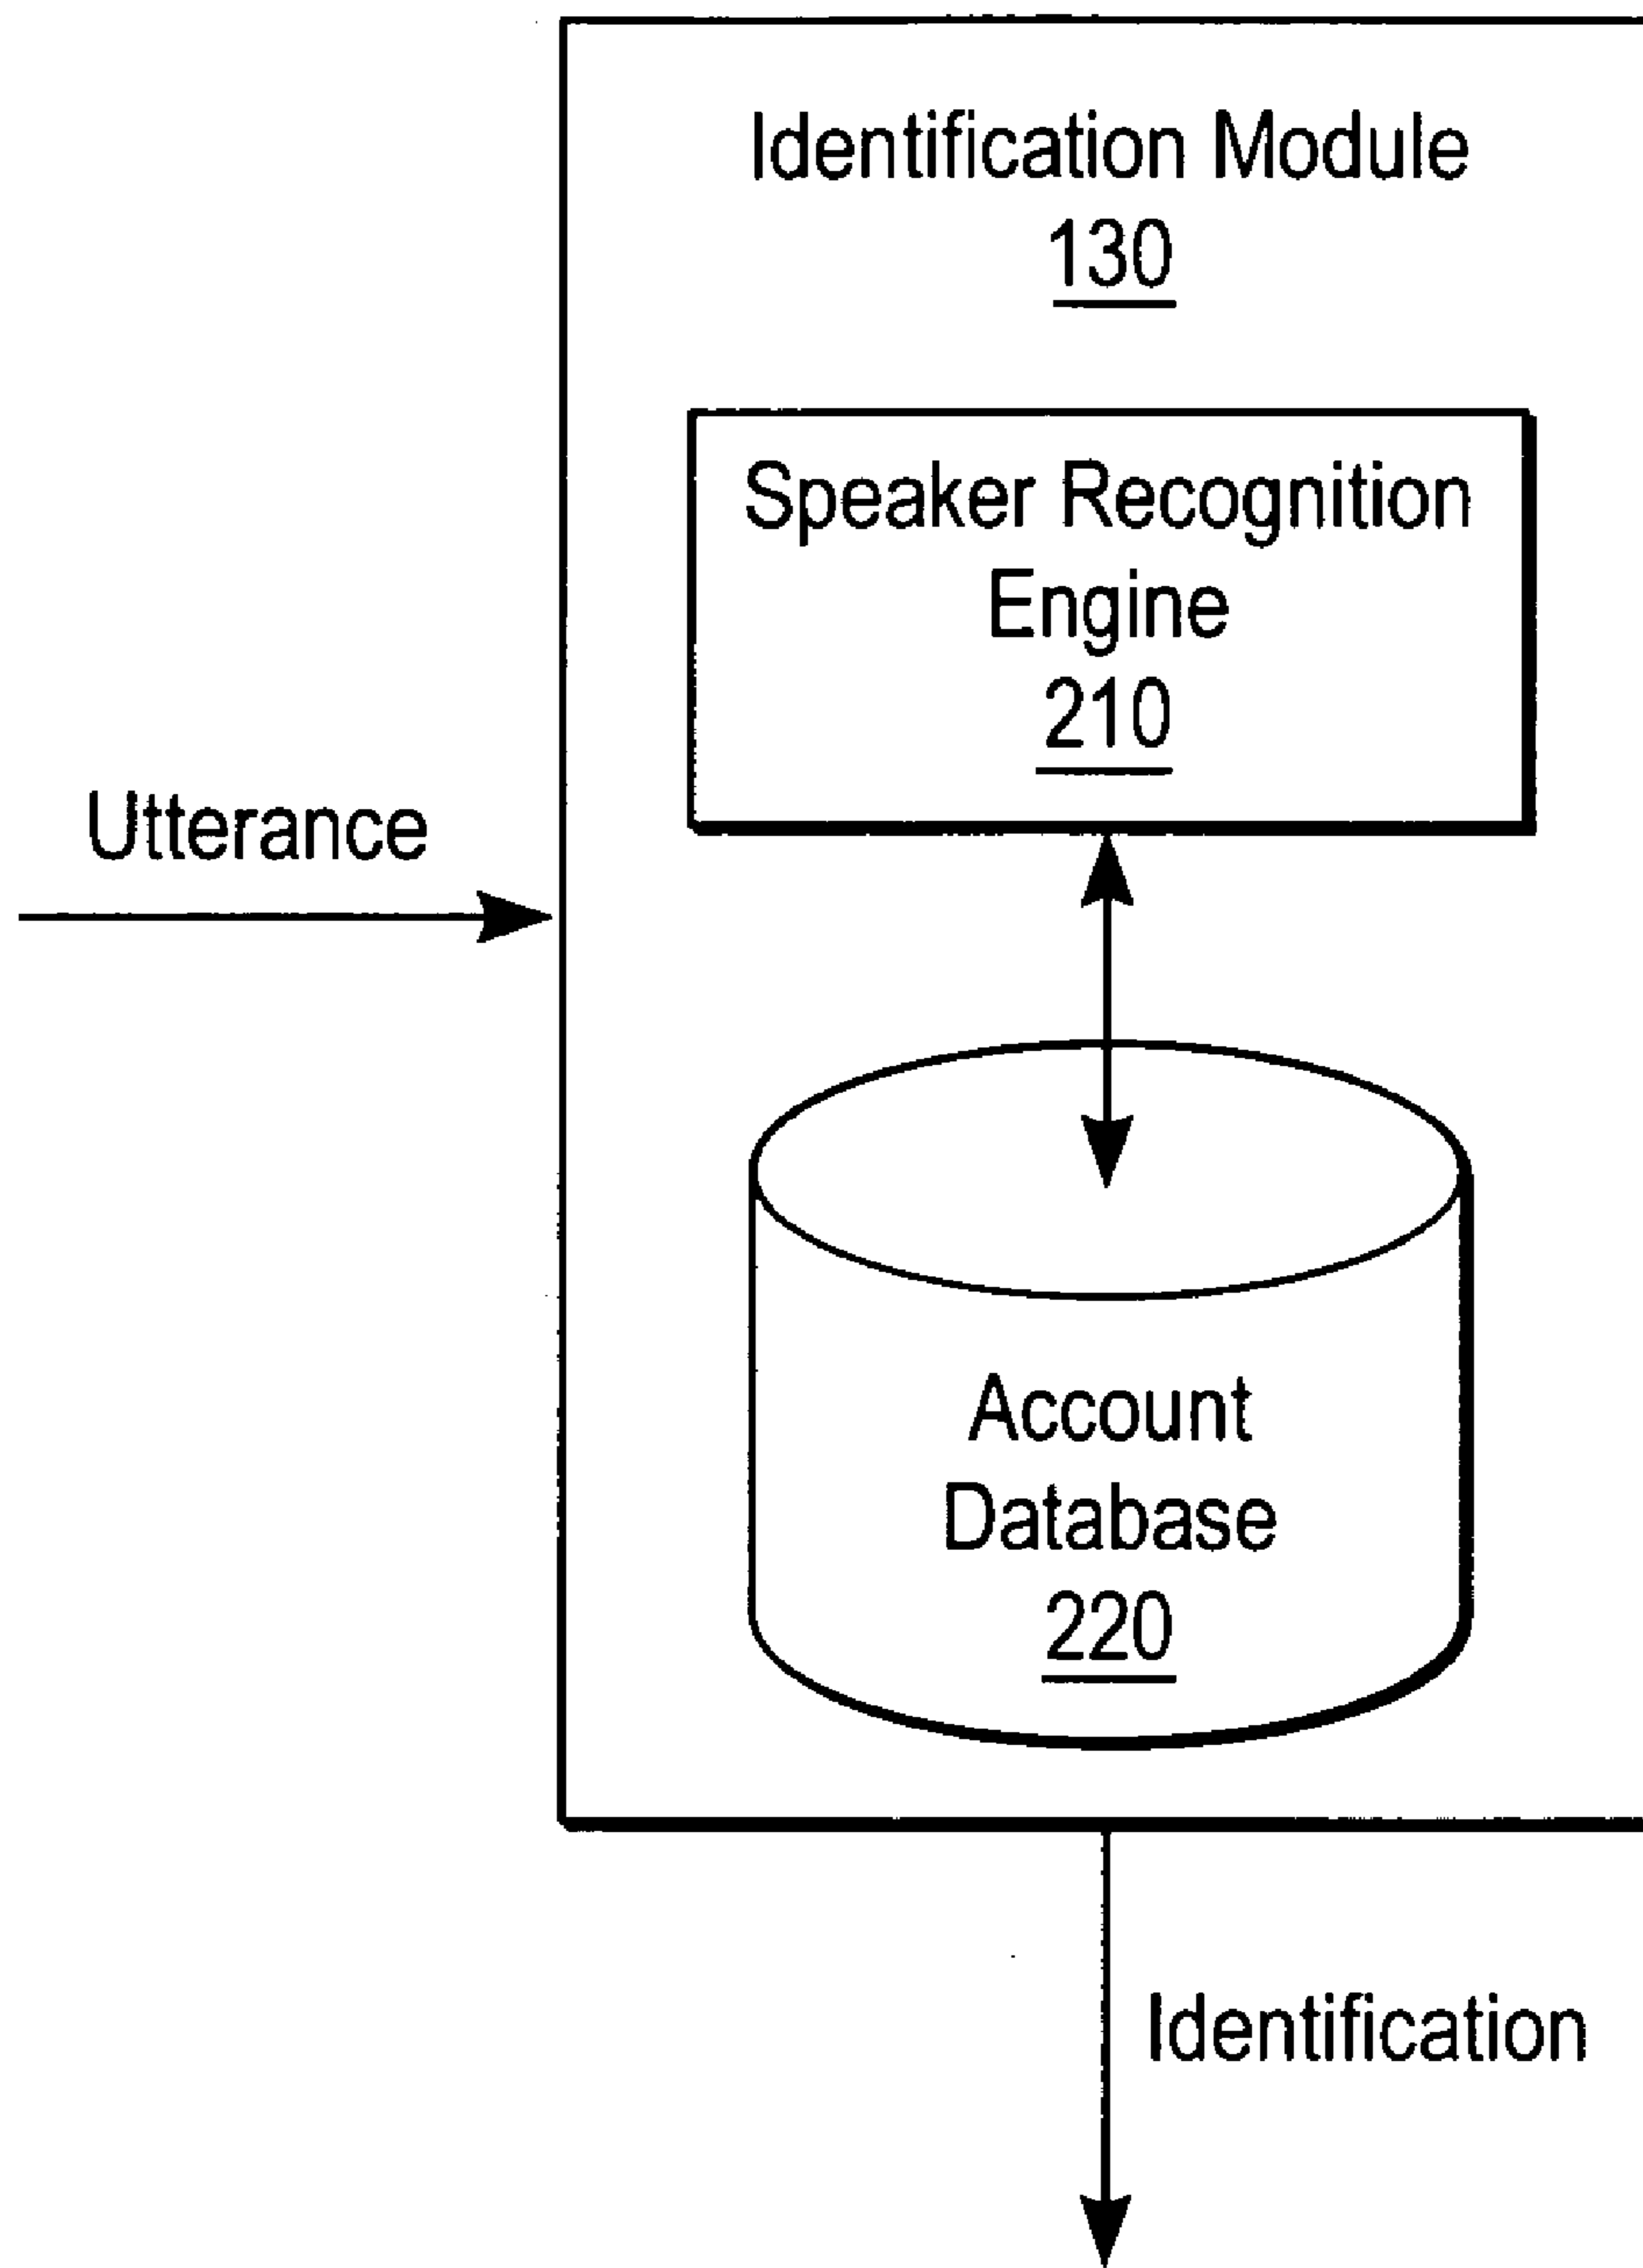 Identification Module
130
Speaker Recognition
Engine
210
Utterance
Account
Database
220
Identification